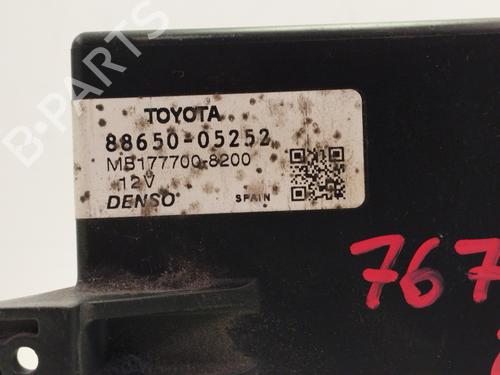 B-PARTS
TOYOTA
88650-05252
MB177700-8200
12V
DENSO
SPAIN
767